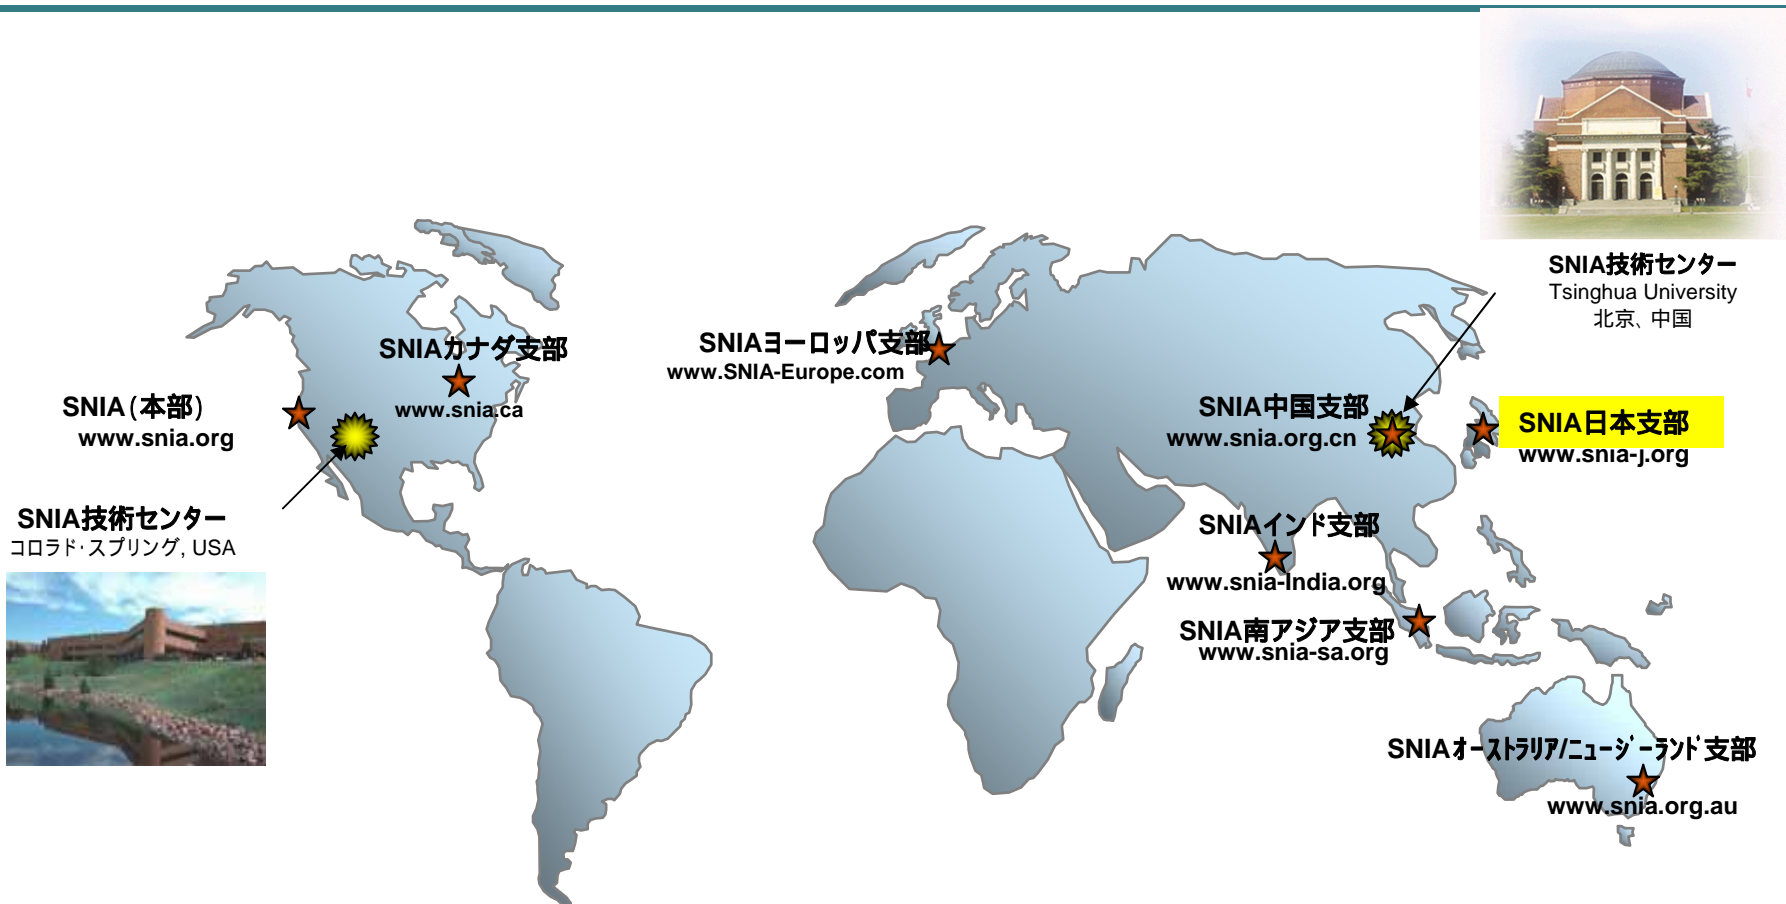 SNIA技術センター
Tsinghua University
北京、中国
SNIAカナダ支部
www.snia.ca
SNIAヨーロッパ支部
www.SNIA-Europe.com
SNIA（本部）
www.snia.org
SNIA中国支部
www.snia.org.cn
SNIA日本支部
www.snia-j.org
SNIA技術センター
コロラド・スプリング, USA
SNIAインド支部
www.snia-India.org
SNIA南アジア支部
www.snia-sa.org
SNIAｵｰｽﾄﾗﾘｱ/ﾆｭｰｼﾞｰﾗﾝﾄﾞ支部
www.snia.org.au